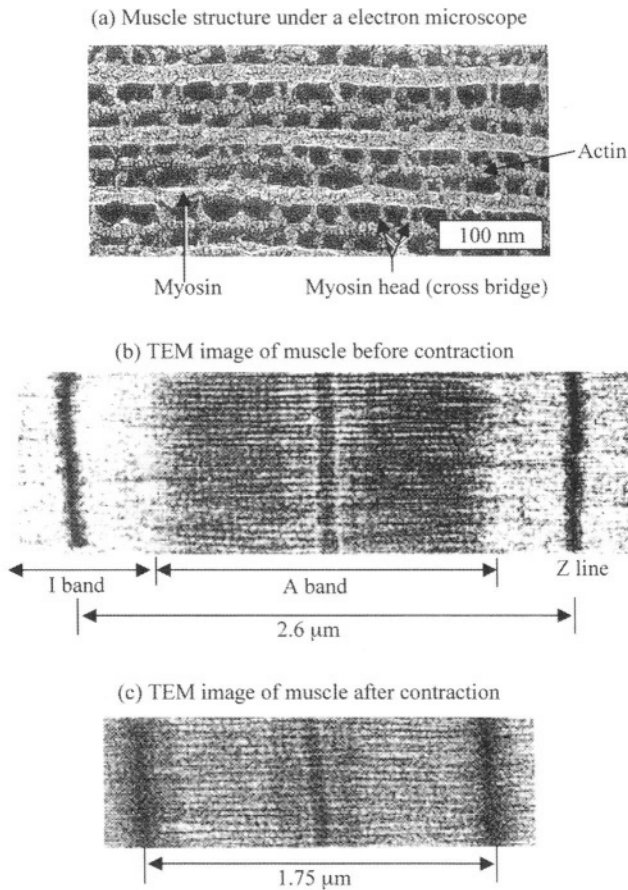 (a) Muscle structure under a electron microscope
Actin
100 nm
Myosin
Myosin head (cross bridge)
(b) TEM image of muscle before contraction
I band
A band
Z line
2.6 μm
(c) TEM image of muscle after contraction
1.75 μm